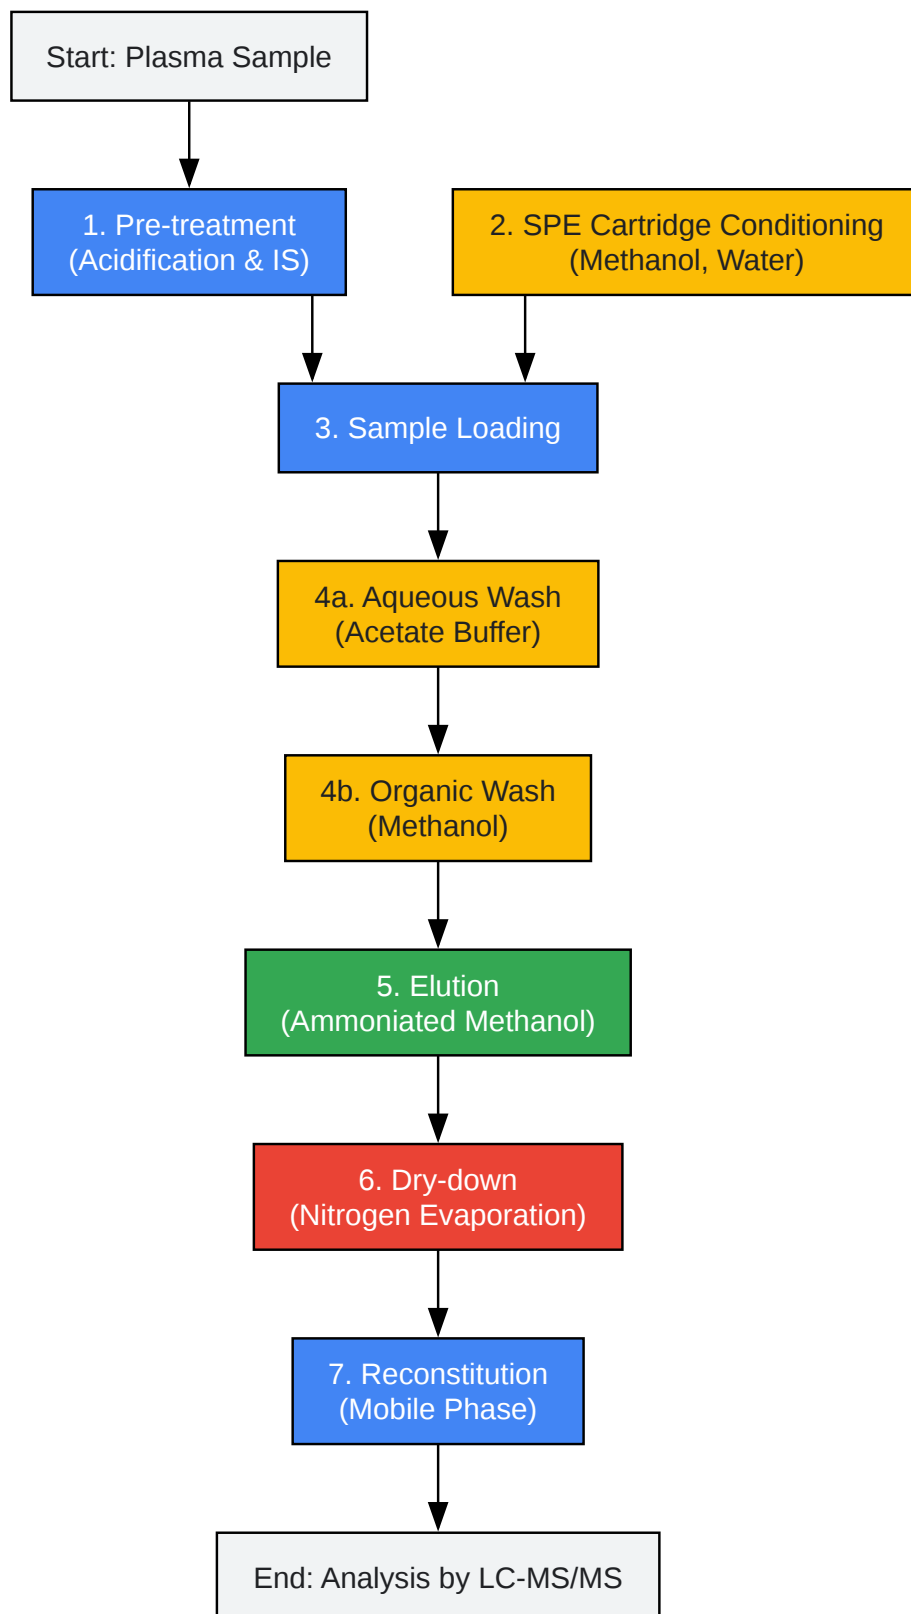 Start: Plasma Sample
1. Pre-treatment
(Acidification & IS)
2. SPE Cartridge Conditioning
(Methanol, Water)
3. Sample Loading
4a. Aqueous Wash
(Acetate Buffer)
4b. Organic Wash
(Methanol)
5. Elution
(Ammoniated Methanol)
6. Dry-down
(Nitrogen Evaporation)
7. Reconstitution
(Mobile Phase)
End: Analysis by LC-MS/MS